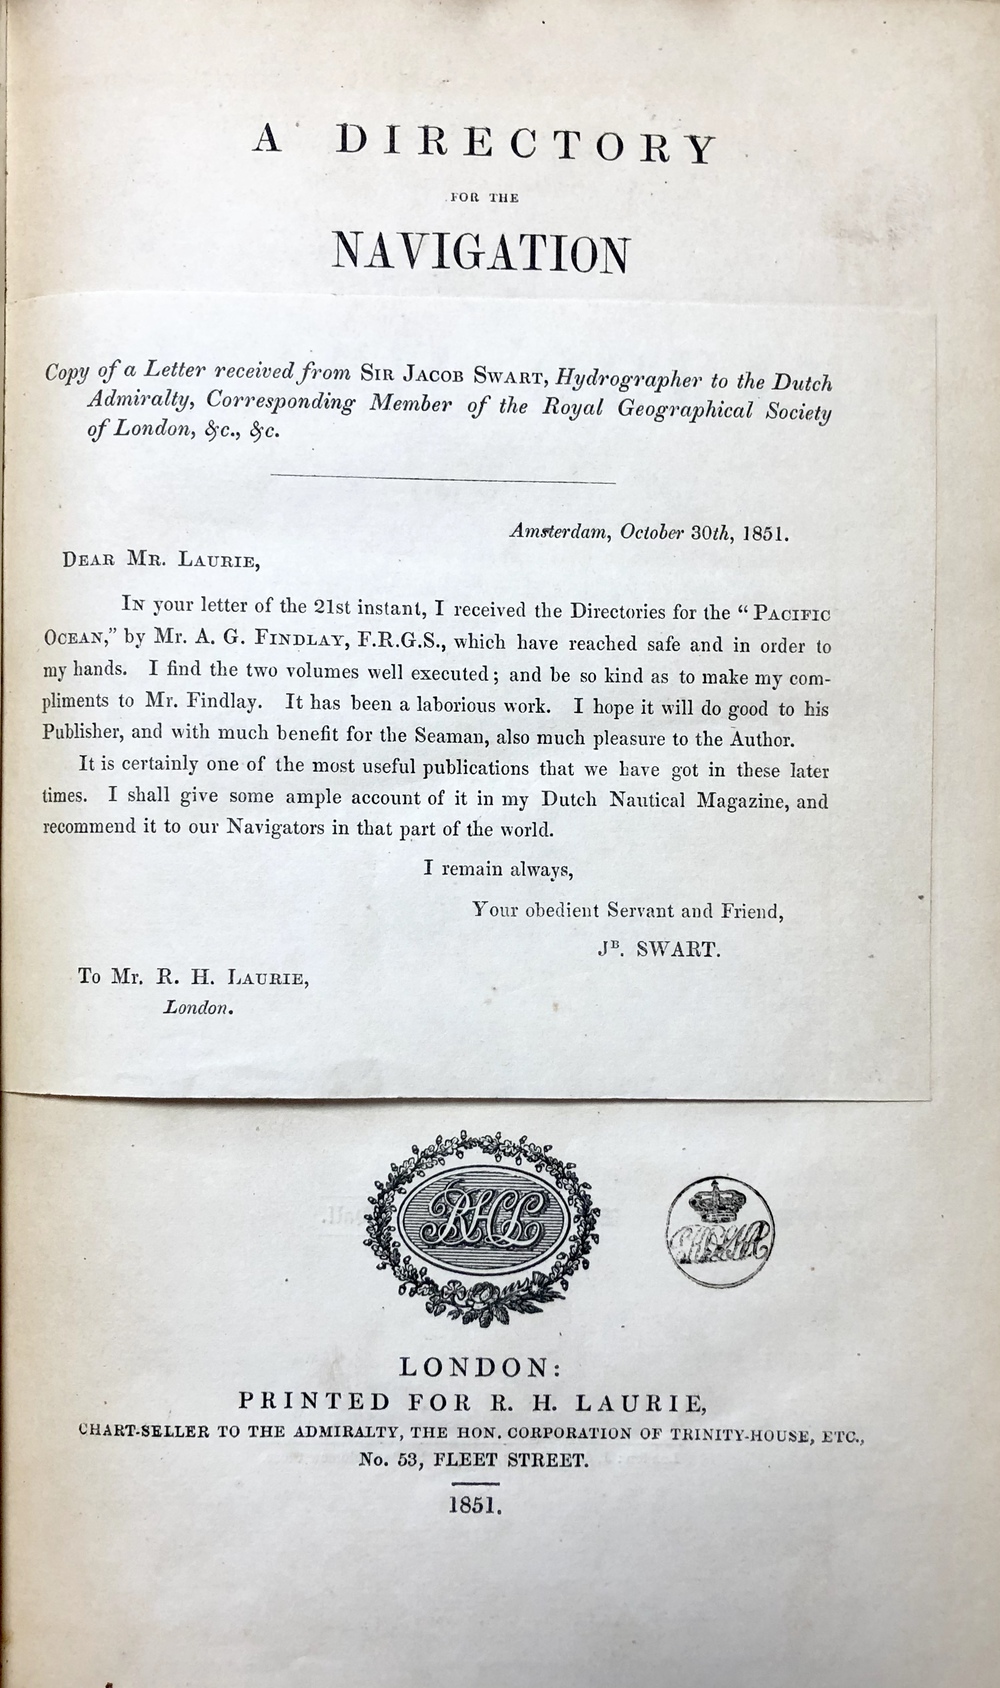 A DIRECTORY
FOR THE
NAVIGATION
Copy of a Letter received from SIR JACOB SWART, Hydrographer to the Dutch
Admiralty, Corresponding Member of the Royal Geographical Society
of London, &c., &c.
Amsterdam, October 30th, 1851.
DEAR MR. LAURIE,
IN your letter of the 21st instant, I received the Directories for the “PACIFIC
OCEAN,” by Mr. A. G. FINDLAY, F.R.G.S., which have reached safe and in order to
my hands. I find the two volumes well executed; and be so kind as to make my com-
pliments to Mr. Findlay. It has been a laborious work. I hope it will do good to his
Publisher, and with much benefit for the Seaman, also much pleasure to the Author.
It is certainly one of the most useful publications that we have got in these later
times. I shall give some ample account of it in my Dutch Nautical Magazine, and
recommend it to our Navigators in that part of the world.
I remain always,
Your obedient Servant and Friend,
Jᴮ. SWART.
To Mr. R. H. LAURIE,
London.
RHL
LONDON:
PRINTED FOR R. H. LAURIE,
CHART-SELLER TO THE ADMIRALTY, THE HON. CORPORATION OF TRINITY-HOUSE, ETC.,
No. 53, FLEET STREET.
1851.